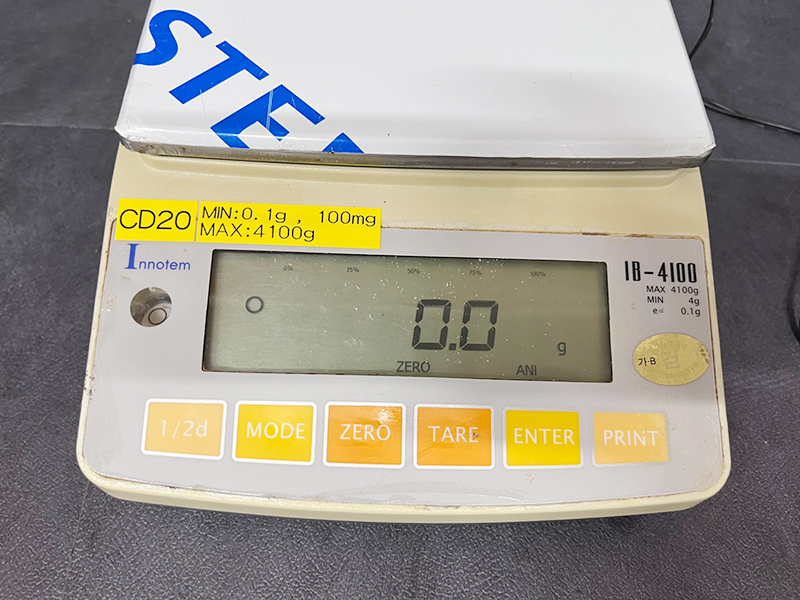 STE
CD20
MIN:0.1g , 100mg
MAX:4100g
Innotem
IB-4100
MAX 4100g
MIN 4g
e= 0.1g
0% 25% 50% 75% 100%
0.0 g
ZERO ANI
가·B
1/2d MODE ZERO TARE ENTER PRINT